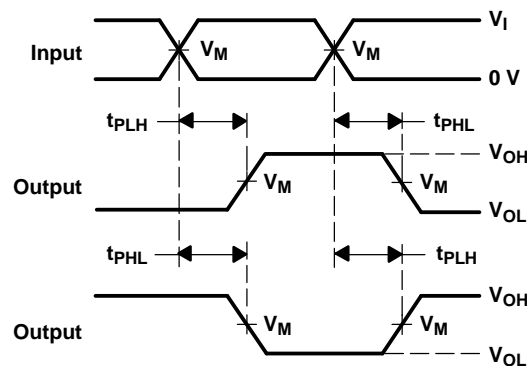 V_I
Input V_M V_M
0 V
t_PLH t_PHL
V_OH
Output V_M V_M
V_OL
t_PHL t_PLH
V_OH
Output V_M V_M
V_OL